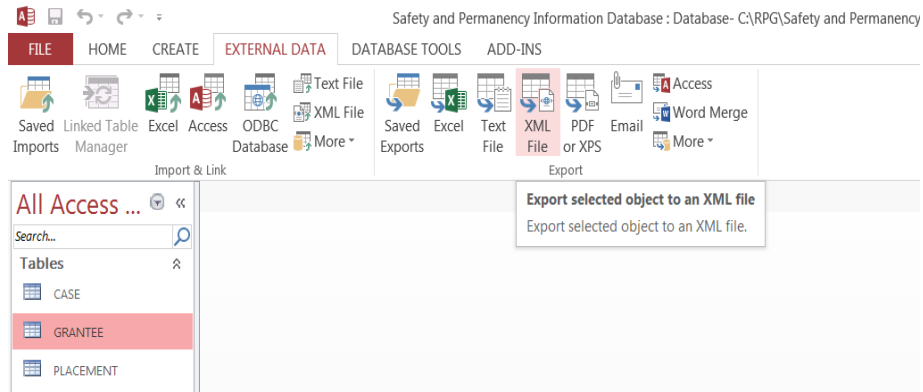 Safety and Permanency Information Database : Database- C:\RPG\Safety and Permanency
FILE HOME CREATE EXTERNAL DATA DATABASE TOOLS ADD-INS
Saved Imports
Linked Table Manager
Excel
Access
ODBC Database
Text File
XML File
More
Import & Link
Saved Exports
Excel
Text File
XML File
PDF or XPS
Email
Access
Word Merge
More
Export
Export selected object to an XML file
Export selected object to an XML file.
All Access ...
Search...
Tables
CASE
GRANTEE
PLACEMENT